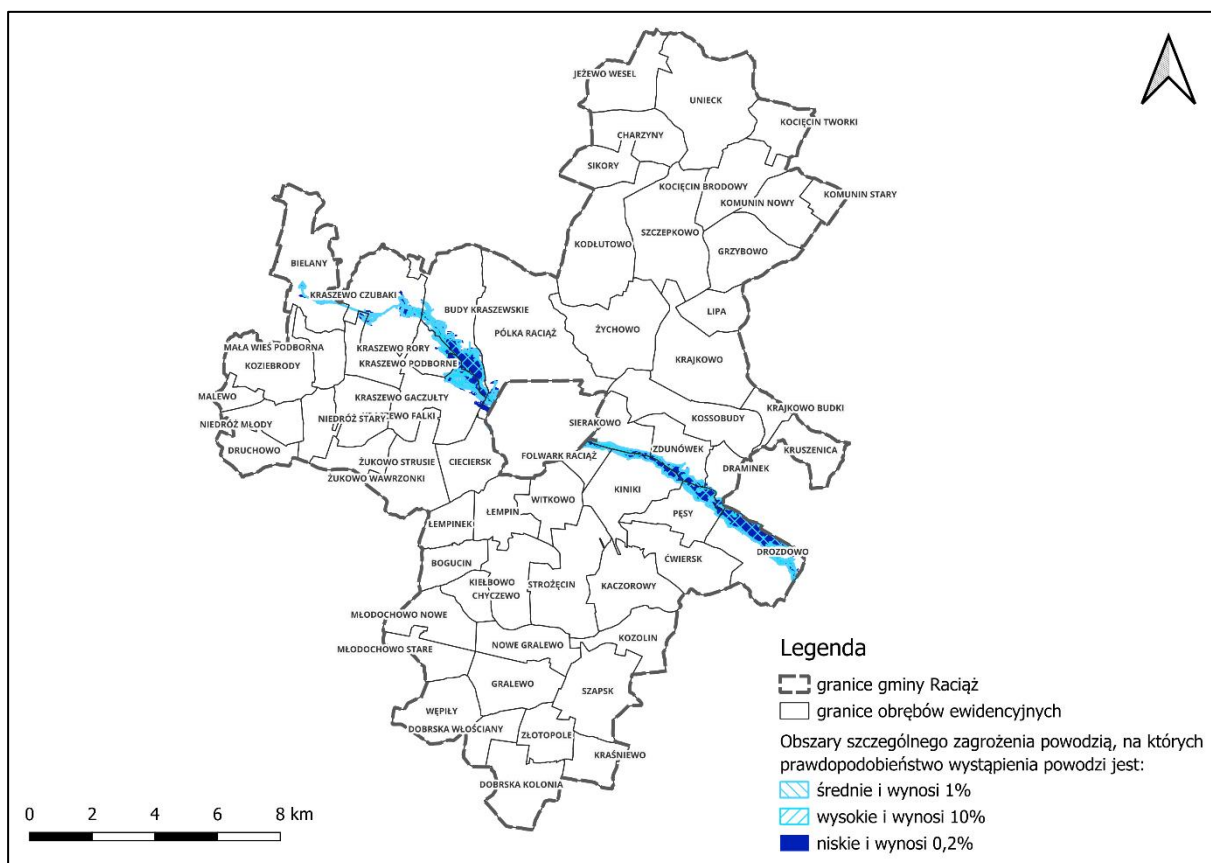 JEŻEWO WESEL
UNIECK
KOCIĘCIN TWORKI
CHARZYNY
SIKORY
KOCIĘCIN BRODOWY
KOMUNIN STARY
KOMUNIN NOWY
SZCZEPKOWO
KODŁUTOWO
GRZYBOWO
BIELANY
KRASZEWO CZUBAKI
BUDY KRASZEWSKIE
LIPA
PÓLKA RACIĄŻ
ŻYCHOWO
MAŁA WIEŚ PODBORNA
KRASZEWO RORY
KOZIEBRODY
KRASZEWO PODBORNE
KRAJKOWO
MALEWO
KRASZEWO GACZUŁTY
KRAJKOWO BUDKI
NIEDRÓŻ STARY
FALKI
KOSSOBUDY
SIERAKOWO
NIEDRÓŻ MŁODY
DRUCHOWO
ZDUNÓWEK
KRUSZENICA
FOLWARK RACIĄŻ
ŻUKOWO STRUSIE
CIECIERSK
DRAMINEK
ŻUKOWO WAWRZONKI
KINIKI
WITKOWO
ŁEMPIN
PĘSY
ŁEMPINEK
DROZDOWO
ĆWIERSK
BOGUCIN
KIEŁBOWO
STROŻĘCIN
KACZOROWY
CHYCZEWO
MŁODOCHOWO NOWE
KOZOLIN
NOWE GRALEWO
MŁODOCHOWO STARE
GRALEWO
SZAPSK
WĘPIŁY
DOBRSKA WŁOŚCIANY
ZŁOTOPOLE
KRAŚNIEWO
DOBRSKA KOLONIA
Legenda
granice gminy Raciąż
granice obrębów ewidencyjnych
Obszary szczególnego zagrożenia powodzią, na których
prawdopodobieństwo wystąpienia powodzi jest:
średnie i wynosi 1%
wysokie i wynosi 10%
niskie i wynosi 0,2%
0 2 4 6 8 km